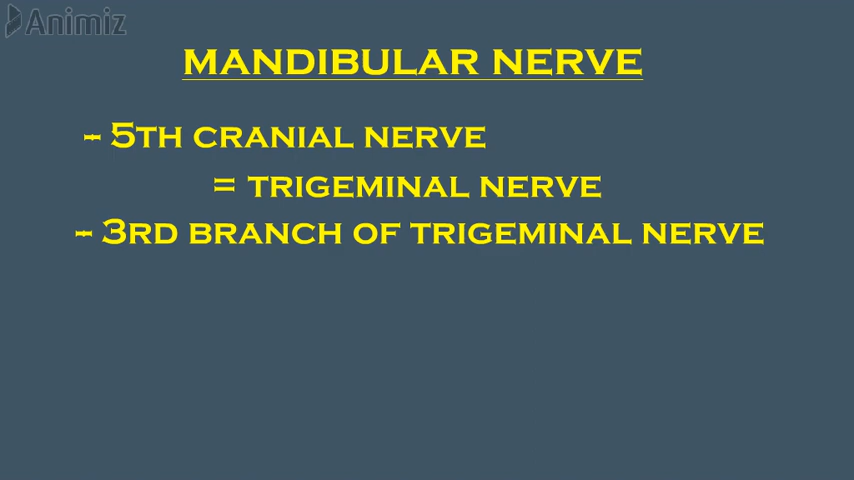 Animiz
MANDIBULAR NERVE
- 5TH CRANIAL NERVE
= TRIGEMINAL NERVE
- 3RD BRANCH OF TRIGEMINAL NERVE